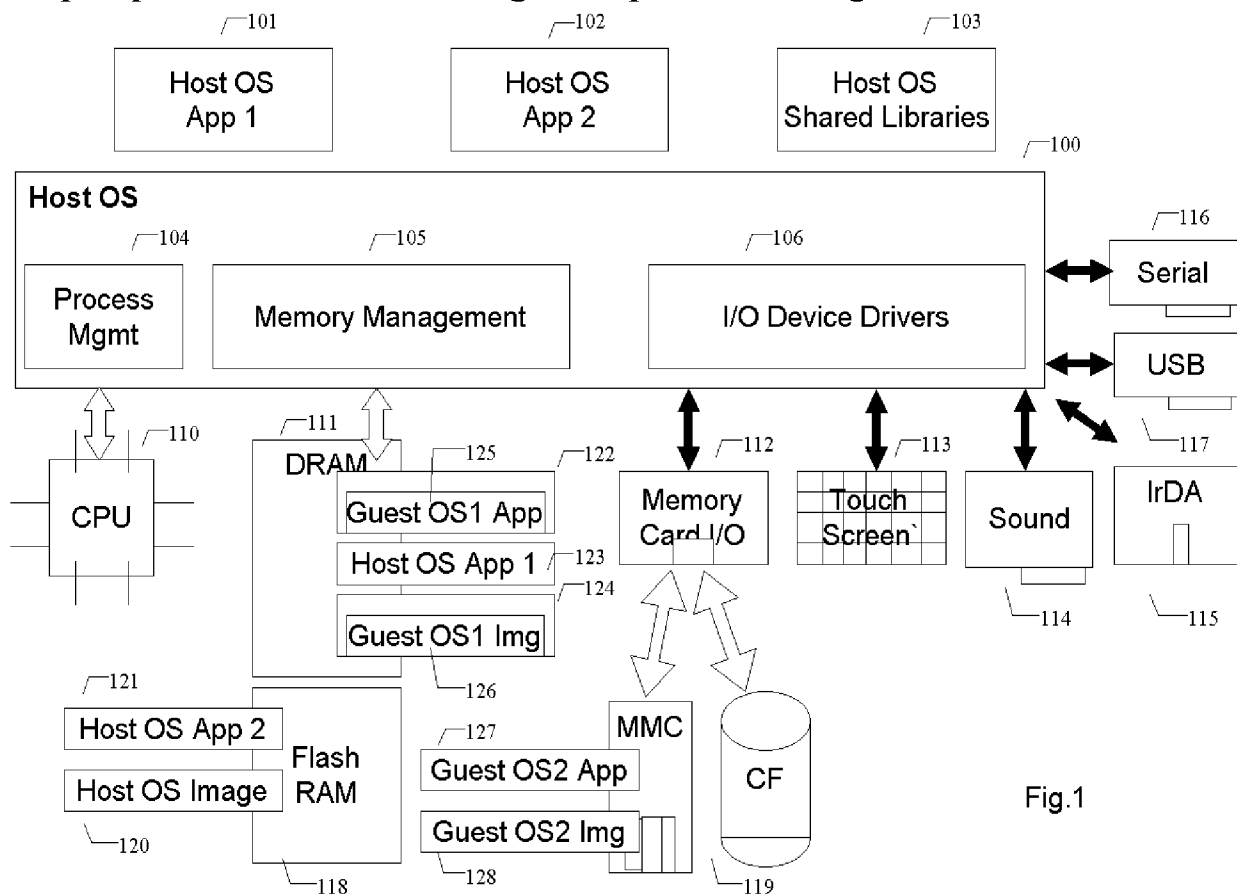 101
102
103
Host OS
App 1
Host OS
App 2
Host OS
Shared Libraries
100
Host OS
104
105
106
116
Process
Mgmt
Memory Management
I/O Device Drivers
Serial
USB
110
111
125
122
112
113
117
DRAM
CPU
Guest OS1 App
Memory
Card I/O
Touch
Screen`
Sound
IrDA
Host OS App 1
123
124
Guest OS1 Img
114
115
126
121
Host OS App 2
Flash
RAM
127
MMC
Guest OS2 App
CF
Host OS Image
Guest OS2 Img
Fig.1
120
118
128
119